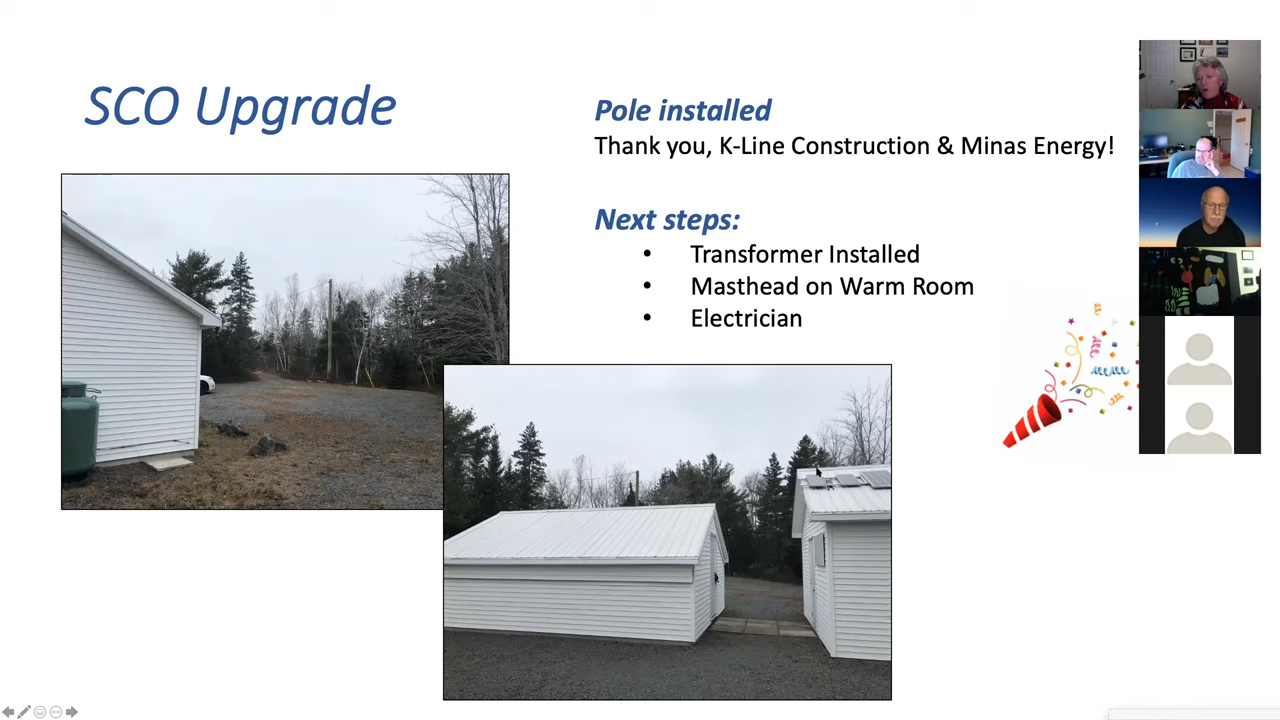 SCO Upgrade
Pole installed
Thank you, K-Line Construction & Minas Energy!
Next steps:
• Transformer Installed
• Masthead on Warm Room
• Electrician